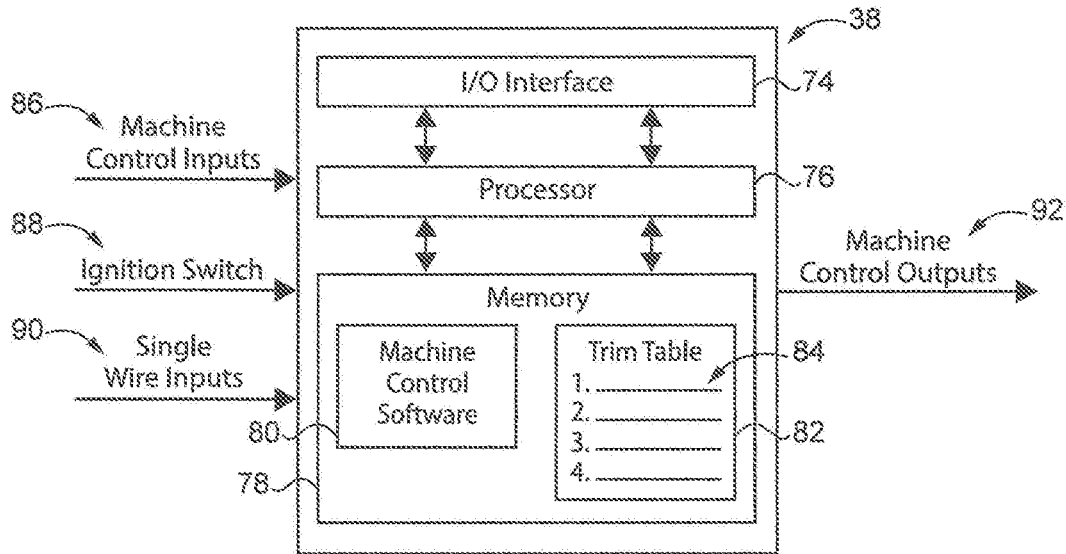 38
I/O Interface
74
86
Machine
Control Inputs
Processor
76
88
Ignition Switch
92
Machine
Control Outputs
Memory
90
Single
Wire Inputs
Machine
Control
Software
80
Trim Table
84
1.
2.
3.
4.
82
78